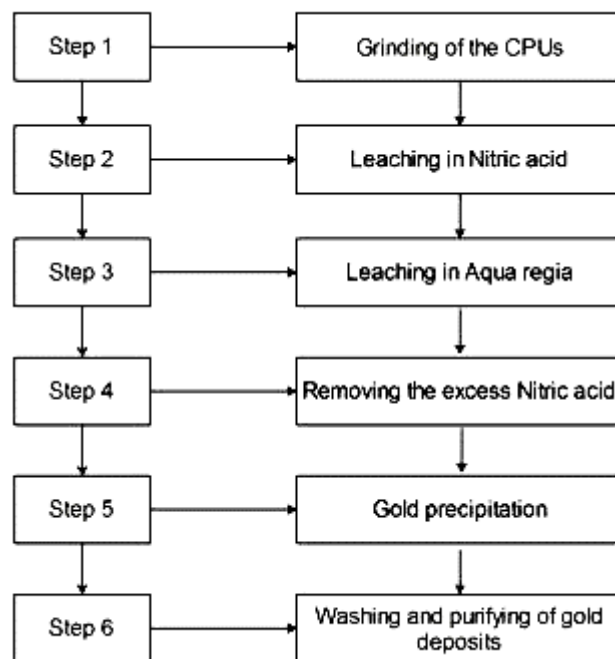 Step 1
Grinding of the CPUs
Step 2
Leaching in Nitric acid
Step 3
Leaching in Aqua regia
Step 4
Removing the excess Nitric acid
Step 5
Gold precipitation
Step 6
Washing and purifying of gold
deposits